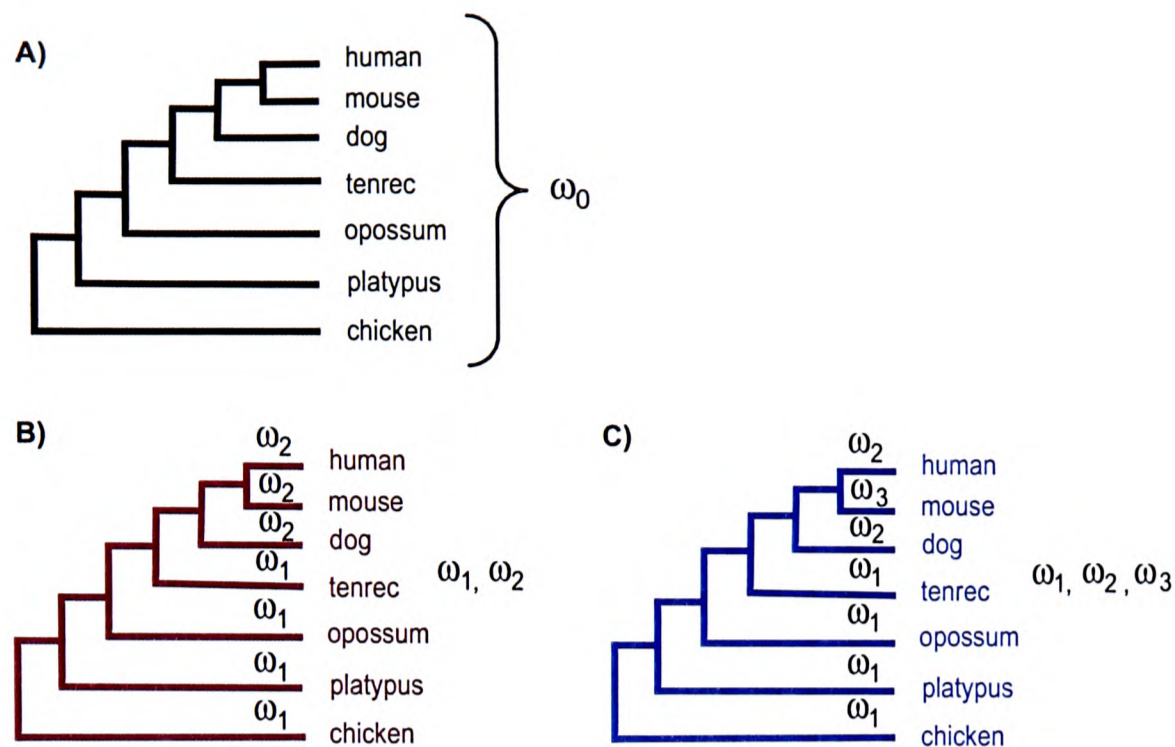 A)
human
mouse
dog
tenrec
opossum
platypus
chicken
ω0
B)
ω2
human
ω2
mouse
ω2
dog
ω1
tenrec
ω1
opossum
ω1
platypus
ω1
chicken
ω1, ω2
C)
ω2
human
ω3
mouse
ω2
dog
ω1
tenrec
ω1
opossum
ω1
platypus
ω1
chicken
ω1, ω2, ω3